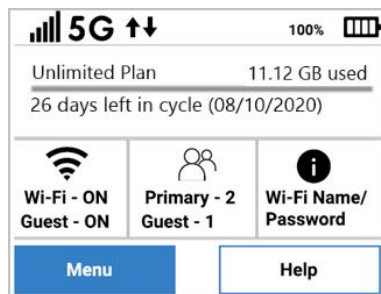 5G 100%
Unlimited Plan 11.12 GB used
26 days left in cycle (08/10/2020)
Wi-Fi - ON
Guest - ON
Primary - 2
Guest - 1
Wi-Fi Name/
Password
Menu Help